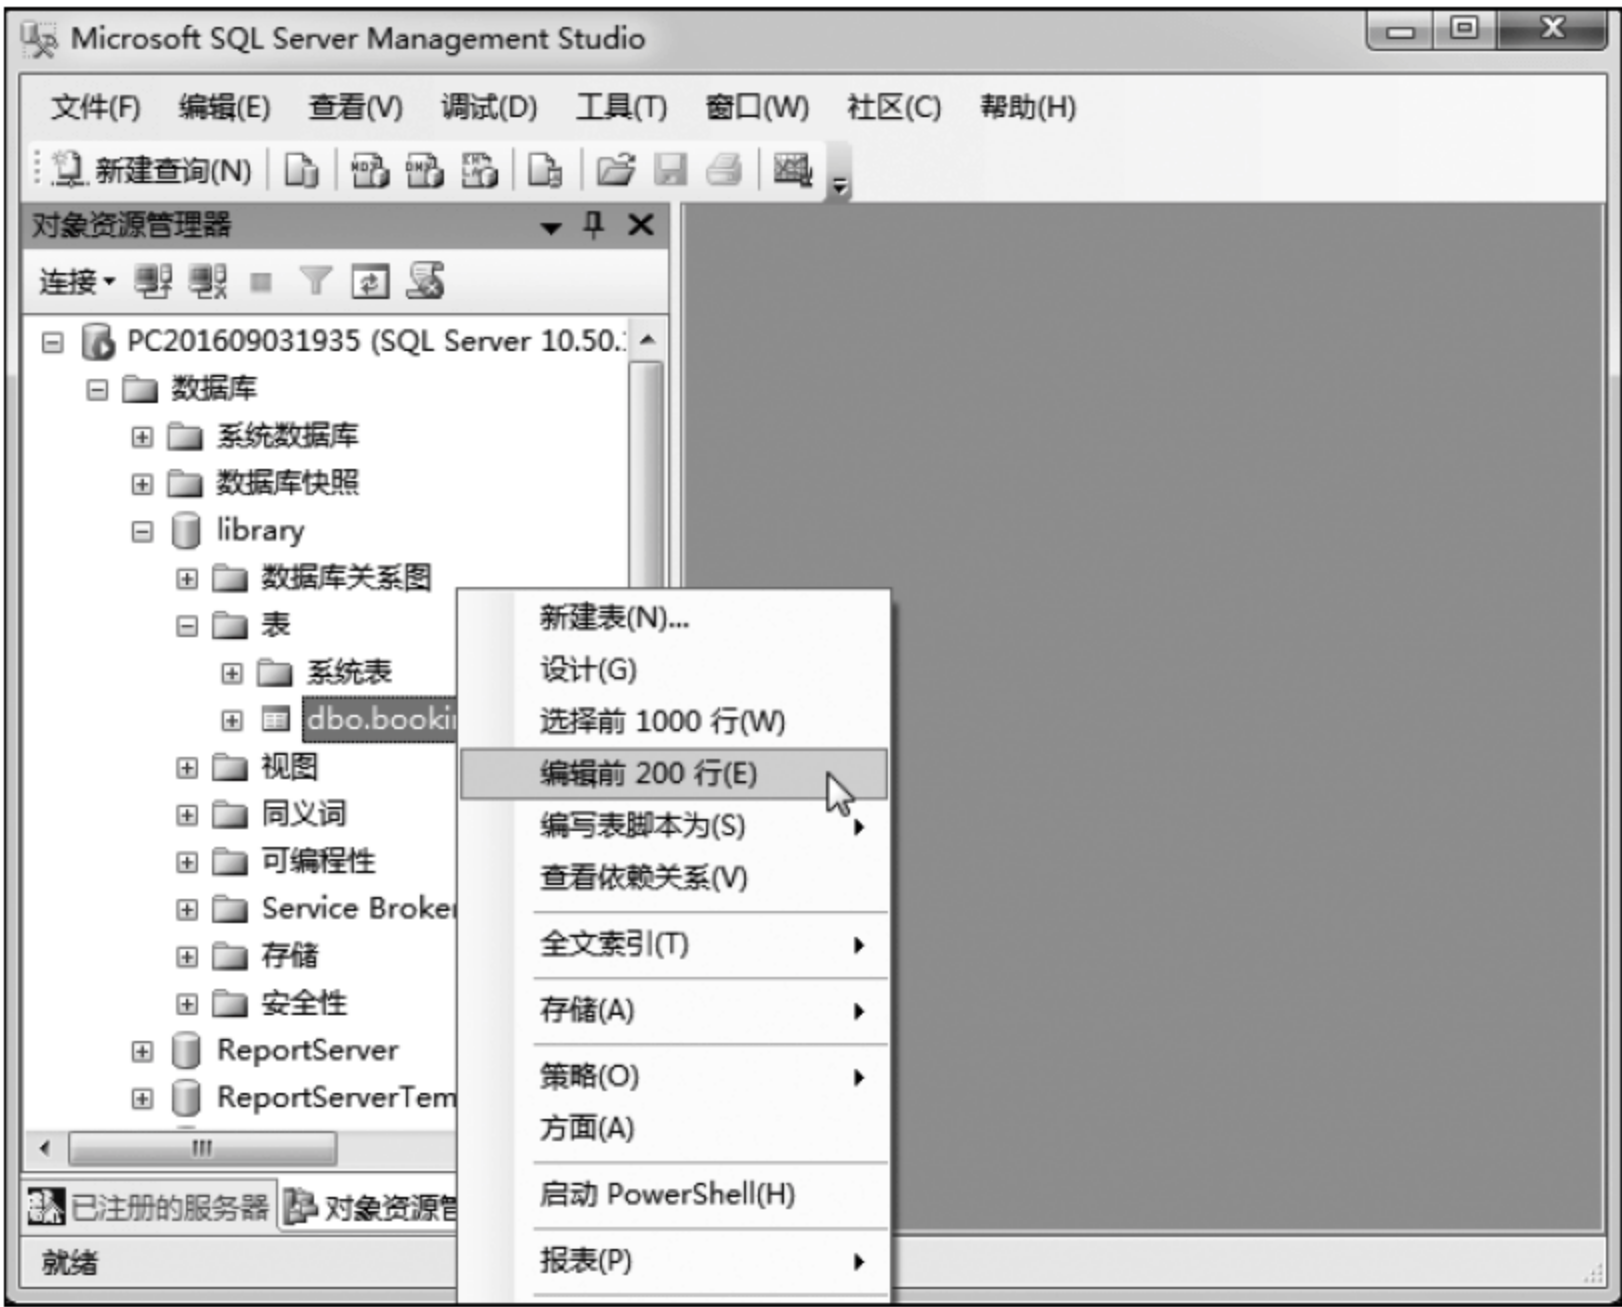 Microsoft SQL Server Management Studio
文件(F) 编辑(E) 查看(V) 调试(D) 工具(T) 窗口(W) 社区(C) 帮助(H)
新建查询(N)
对象资源管理器
连接
PC201609031935 (SQL Server 10.50.
数据库
系统数据库
数据库快照
library
数据库关系图
表
系统表
dbo.booki
视图
同义词
可编程性
Service Broker
存储
安全性
ReportServer
ReportServerTem
新建表(N)...
设计(G)
选择前 1000 行(W)
编辑前 200 行(E)
编写表脚本为(S)
查看依赖关系(V)
全文索引(T)
存储(A)
策略(O)
方面(A)
启动 PowerShell(H)
报表(P)
已注册的服务器 对象资源管
就绪